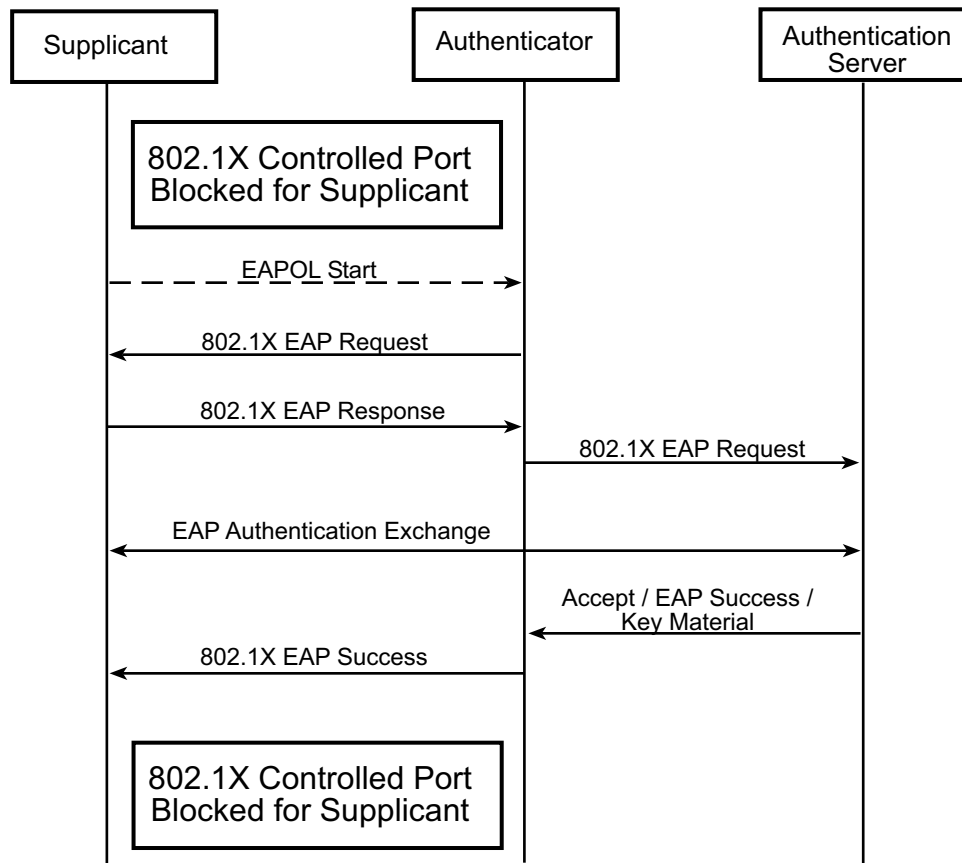 Supplicant
Authenticator
Authentication
Server
802.1X Controlled Port
Blocked for Supplicant
EAPOL Start
802.1X EAP Request
802.1X EAP Response
802.1X EAP Request
EAP Authentication Exchange
Accept / EAP Success /
Key Material
802.1X EAP Success
802.1X Controlled Port
Blocked for Supplicant